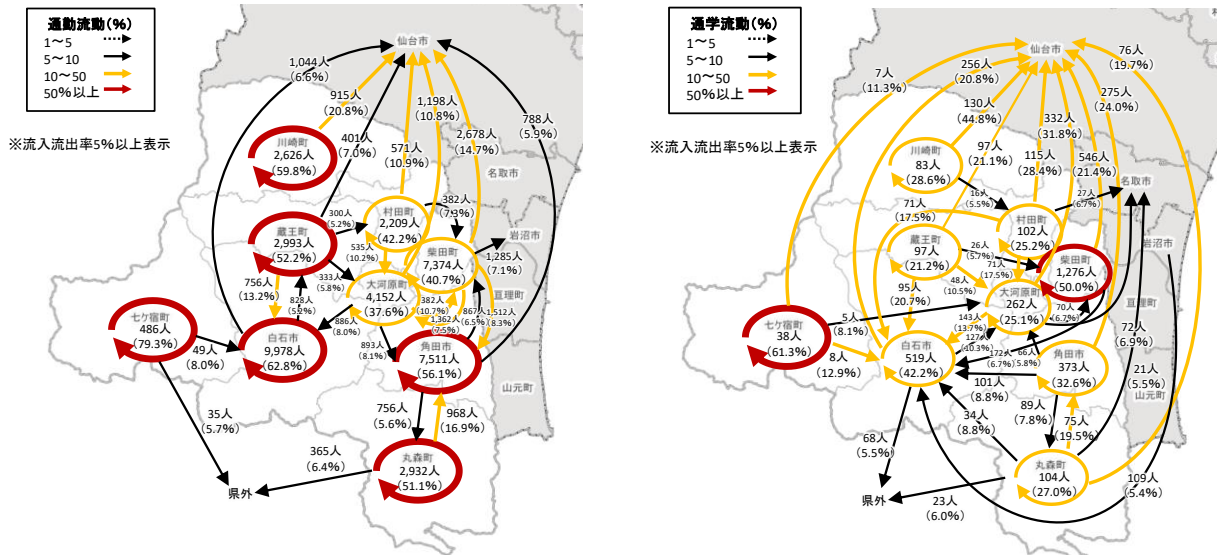 通勤流動(%)
1～5
5～10
10～50
50%以上
※流入流出率5%以上表示
仙台市
1,044人
(6.6%)
915人
(20.8%)
401人
(7.0%)
1,198人
(10.8%)
571人
(10.9%)
2,678人
(14.7%)
788人
(5.9%)
川崎町
2,626人
(59.8%)
名取市
300人
(5.2%)
村田町
2,209人
(42.2%)
382人
(7.3%)
岩沼市
蔵王町
2,993人
(52.2%)
535人
(10.2%)
柴田町
7,374人
(40.7%)
1,285人
(7.1%)
333人
(5.8%)
大河原町
4,152人
(37.6%)
亘理町
756人
(13.2%)
828人
(5.2%)
382人
(10.7%)
867人
(6.5%)
1,512人
(8.3%)
1,362人
(7.5%)
七ケ宿町
486人
(79.3%)
886人
(8.0%)
893人
(8.1%)
白石市
9,978人
(62.8%)
角田市
7,511人
(56.1%)
49人
(8.0%)
山元町
756人
(5.6%)
968人
(16.9%)
35人
(5.7%)
365人
(6.4%)
丸森町
2,932人
(51.1%)
県外
通学流動(%)
1～5
5～10
10～50
50%以上
※流入流出率5%以上表示
仙台市
7人
(11.3%)
256人
(20.8%)
130人
(44.8%)
97人
(21.1%)
115人
(28.4%)
332人
(31.8%)
546人
(21.4%)
275人
(24.0%)
76人
(19.7%)
川崎町
83人
(28.6%)
名取市
16人
(5.5%)
27人
(6.7%)
71人
(17.5%)
村田町
102人
(25.2%)
岩沼市
蔵王町
97人
(21.2%)
26人
(5.7%)
71人
(17.5%)
柴田町
1,276人
(50.0%)
48人
(10.5%)
大河原町
262人
(25.1%)
70人
(6.7%)
亘理町
95人
(20.7%)
5人
(8.1%)
143人
(13.7%)
127人
(10.3%)
72人
(6.9%)
七ケ宿町
38人
(61.3%)
8人
(12.9%)
白石市
519人
(42.2%)
172人
(6.7%)
66人
(5.8%)
角田市
373人
(32.6%)
21人
(5.5%)
山元町
101人
(8.8%)
34人
(8.8%)
89人
(7.8%)
75人
(19.5%)
68人
(5.5%)
丸森町
104人
(27.0%)
109人
(5.4%)
県外
23人
(6.0%)